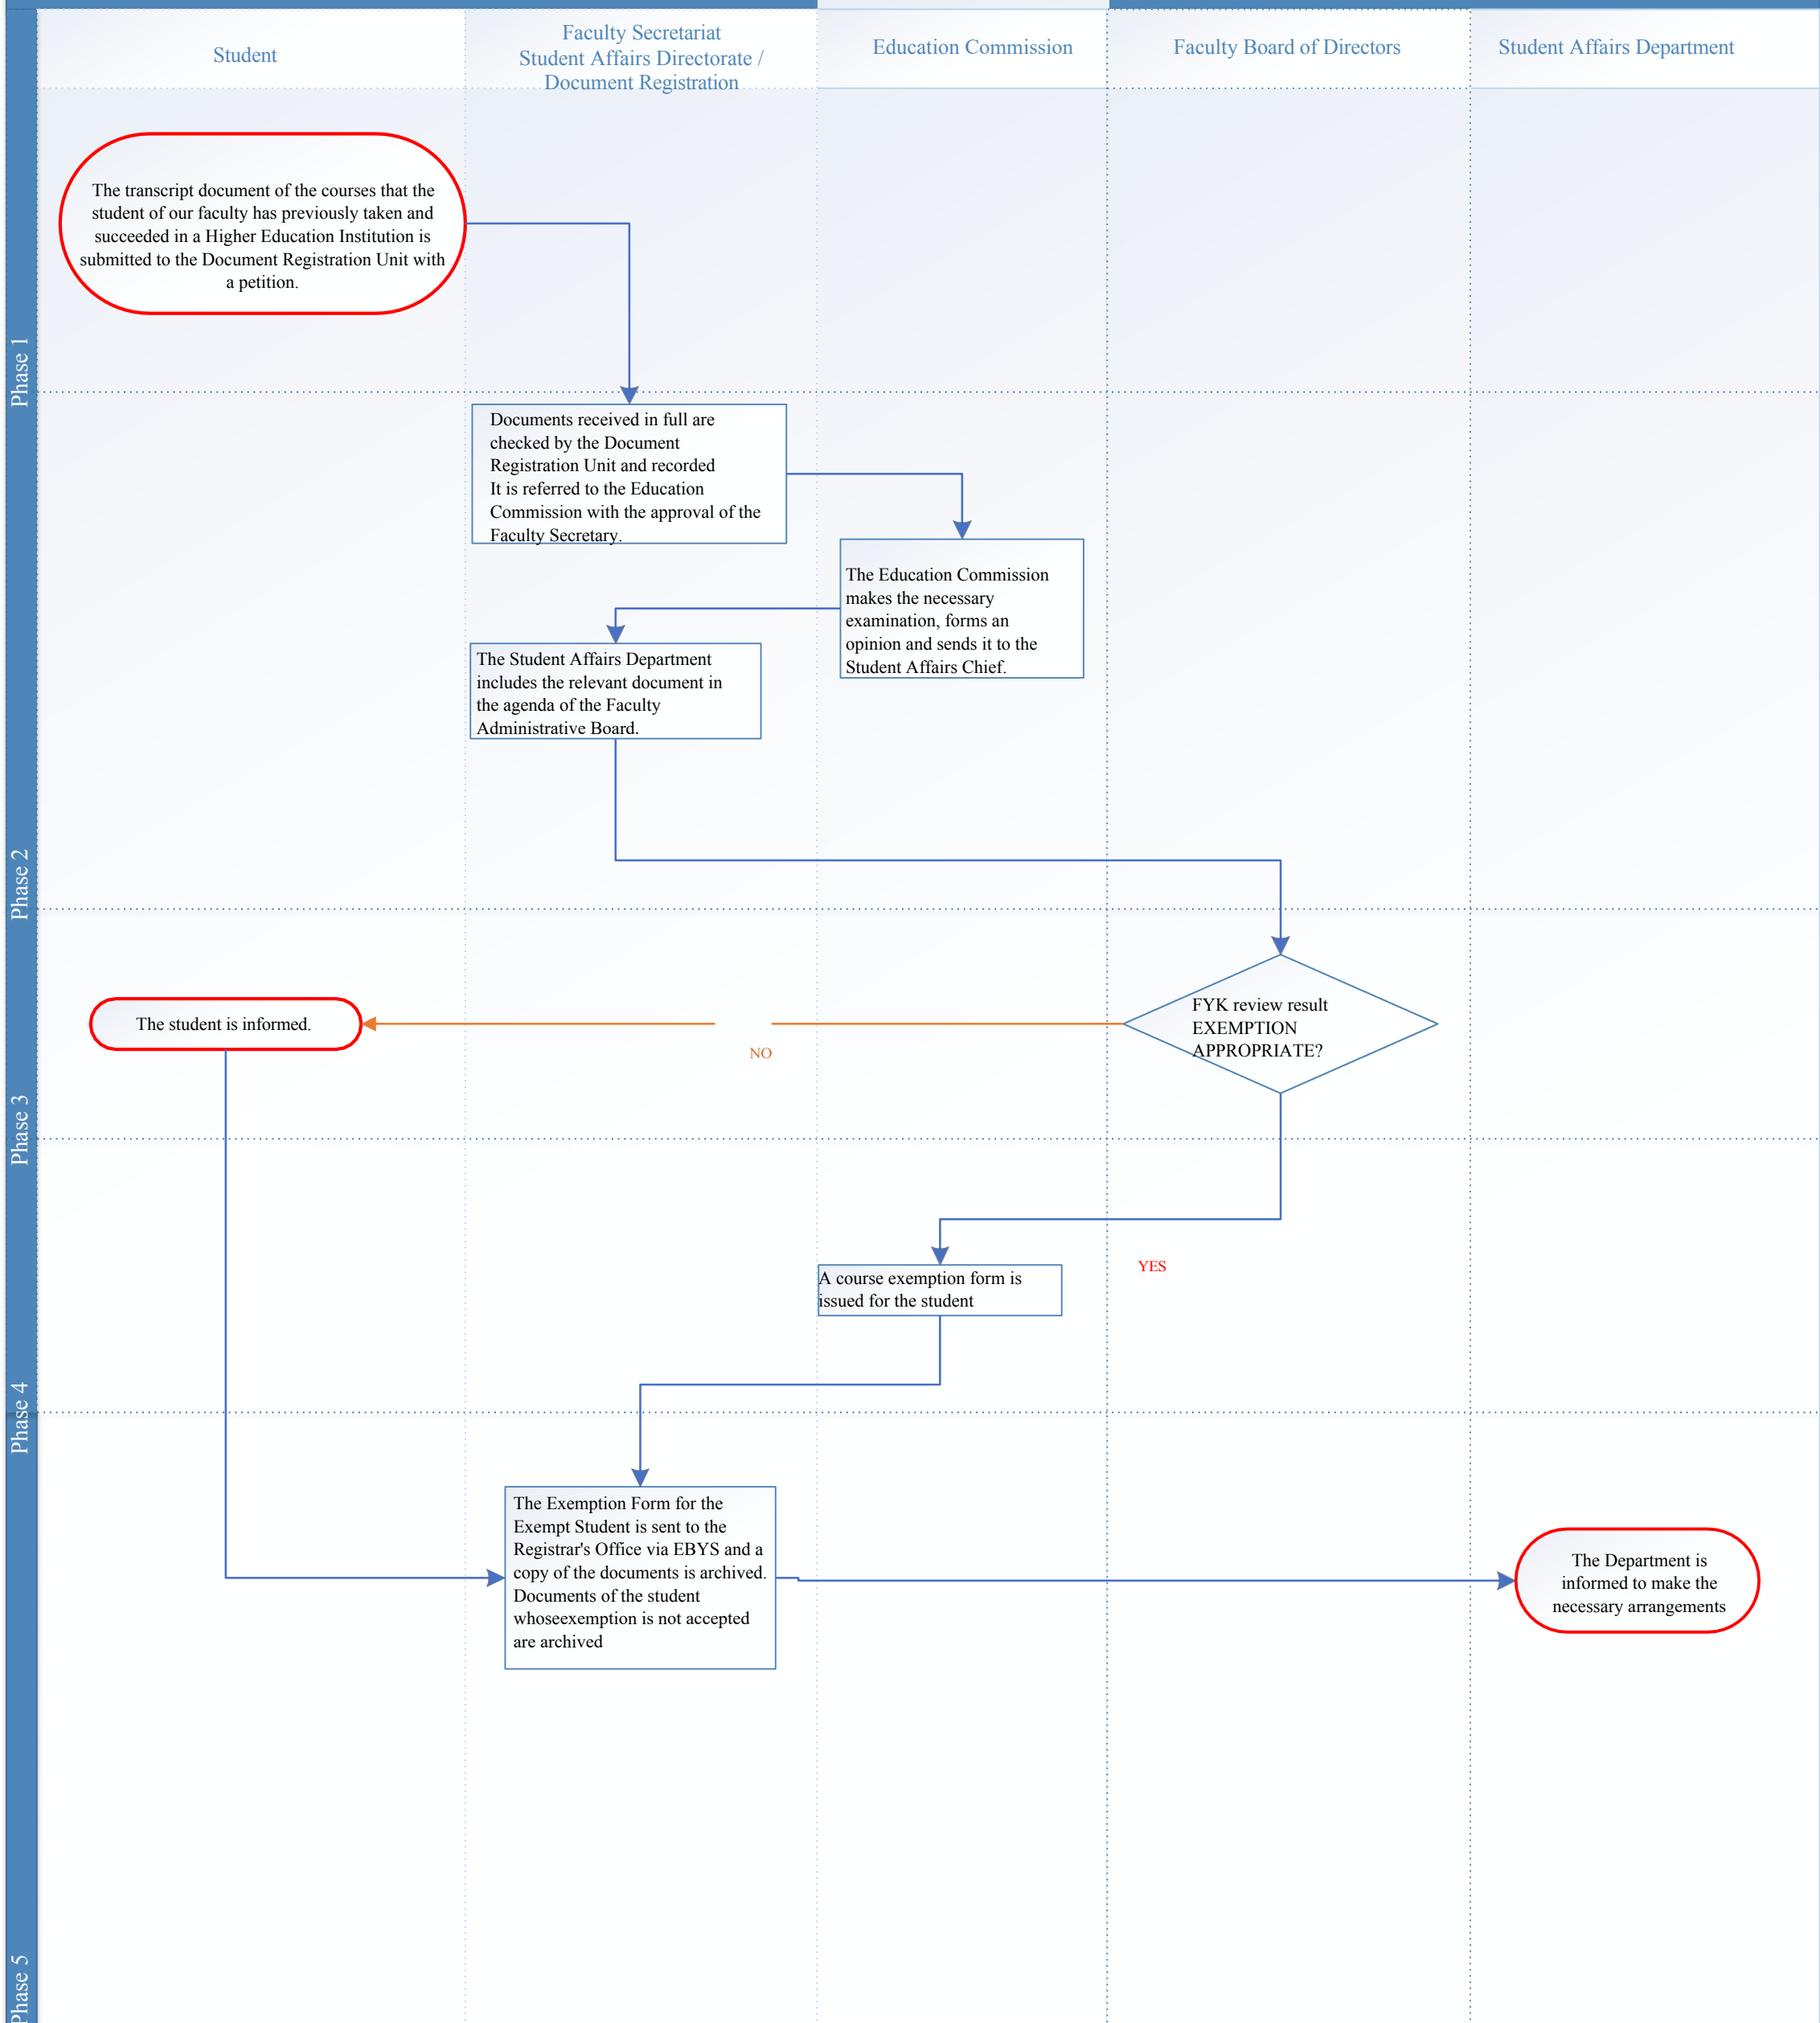 Student
Faculty Secretariat
Student Affairs Directorate /
Document Registration
Education Commission
Faculty Board of Directors
Student Affairs Department
Phase 1
The transcript document of the courses that the
student of our faculty has previously taken and
succeeded in a Higher Education Institution is
submitted to the Document Registration Unit with
a petition.
Phase 2
Documents received in full are
checked by the Document
Registration Unit and recorded
It is referred to the Education
Commission with the approval of the
Faculty Secretary.
The Education Commission
makes the necessary
examination, forms an
opinion and sends it to the
Student Affairs Chief.
The Student Affairs Department
includes the relevant document in
the agenda of the Faculty
Administrative Board.
Phase 3
FYK review result
EXEMPTION
APPROPRIATE?
NO
The student is informed.
Phase 4
YES
A course exemption form is
issued for the student
Phase 5
The Exemption Form for the
Exempt Student is sent to the
Registrar's Office via EBYS and a
copy of the documents is archived.
Documents of the student
whoseexemption is not accepted
are archived
The Department is
informed to make the
necessary arrangements